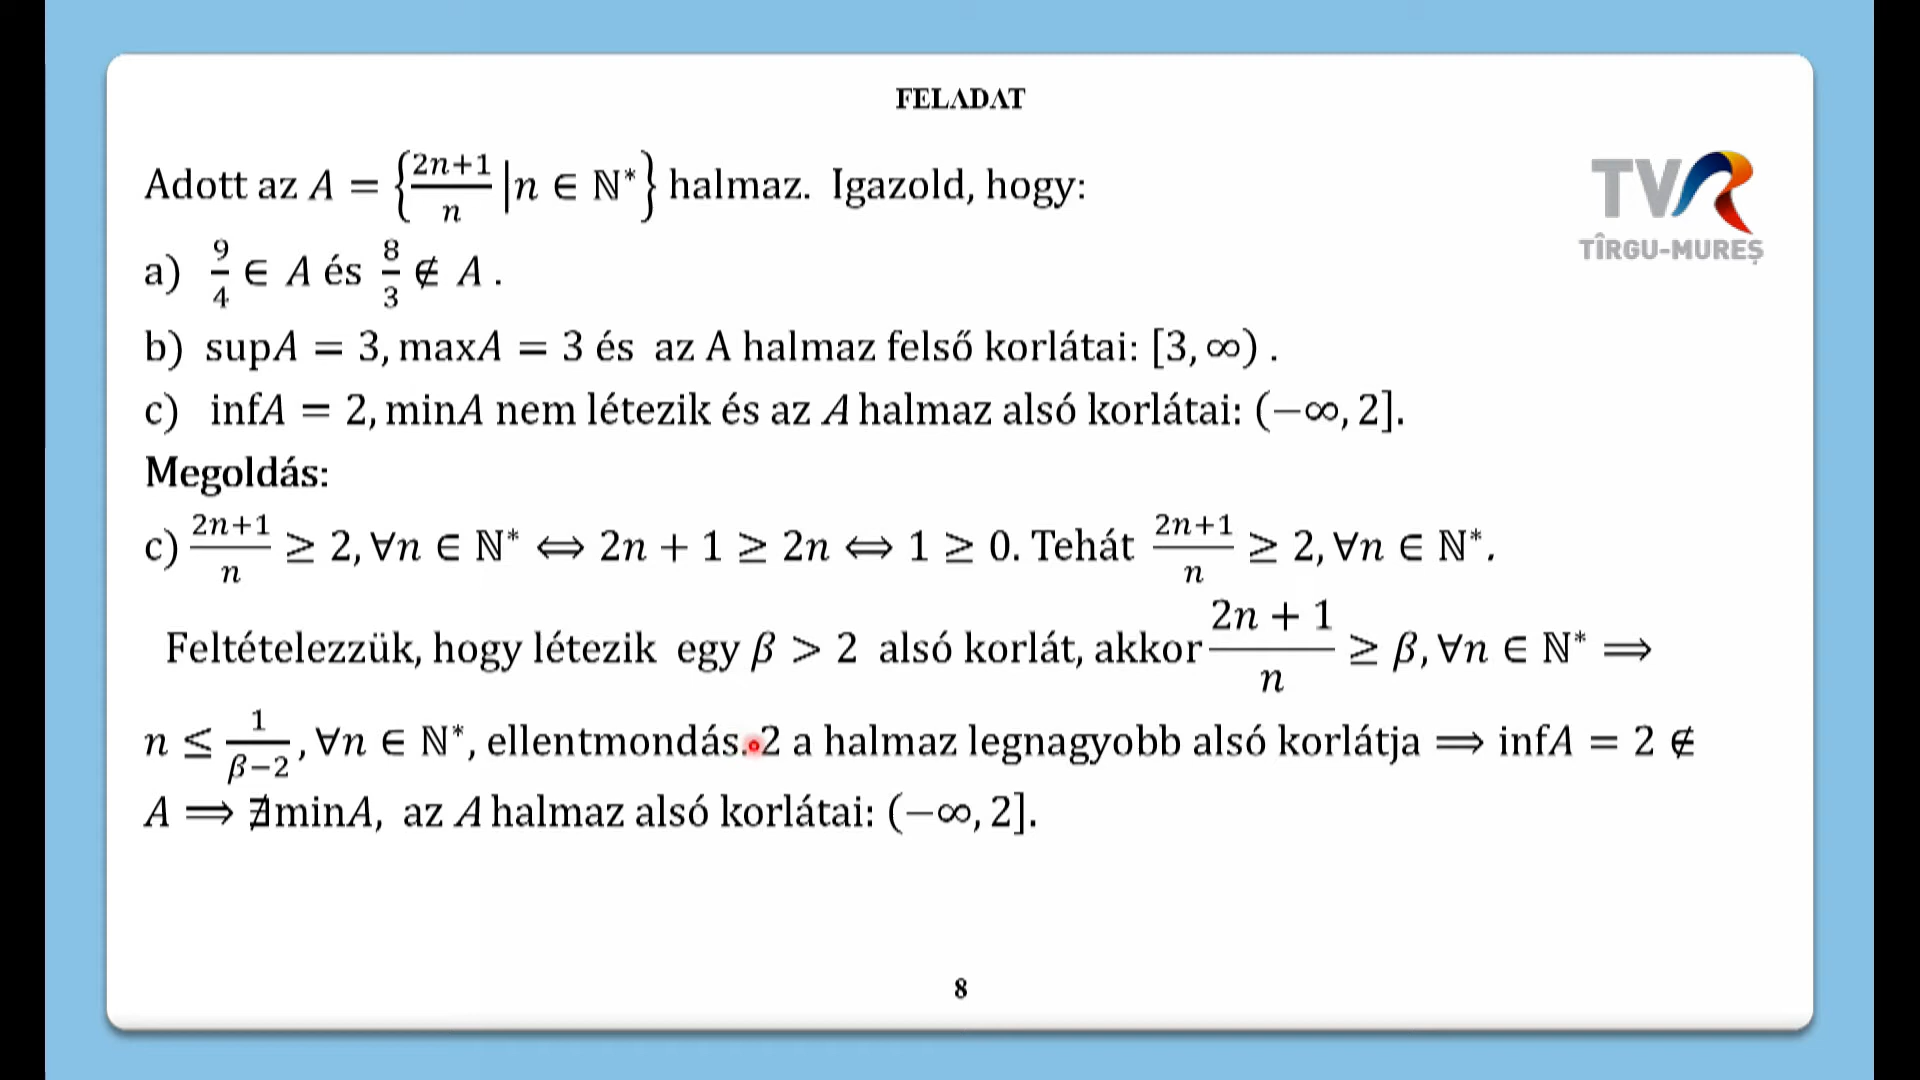 FELADAT
Adott az A = {2n+1/n | n ∈ ℕ*} halmaz. Igazold, hogy:
TVR
TÎRGU-MUREȘ
a) 9/4 ∈ A és 8/3 ∉ A .
b) supA = 3, maxA = 3 és az A halmaz felső korlátai: [3, ∞) .
c) infA = 2, minA nem létezik és az A halmaz alsó korlátai: (−∞, 2].
Megoldás:
c) 2n+1/n ≥ 2, ∀n ∈ ℕ* ⟺ 2n + 1 ≥ 2n ⟺ 1 ≥ 0. Tehát 2n+1/n ≥ 2, ∀n ∈ ℕ*.
Feltételezzük, hogy létezik egy β > 2 alsó korlát, akkor 2n + 1/n ≥ β, ∀n ∈ ℕ* ⟹
n ≤ 1/β−2, ∀n ∈ ℕ*, ellentmondás. 2 a halmaz legnagyobb alsó korlátja ⟹ infA = 2 ∉
A ⟹ ∄minA, az A halmaz alsó korlátai: (−∞, 2].
8